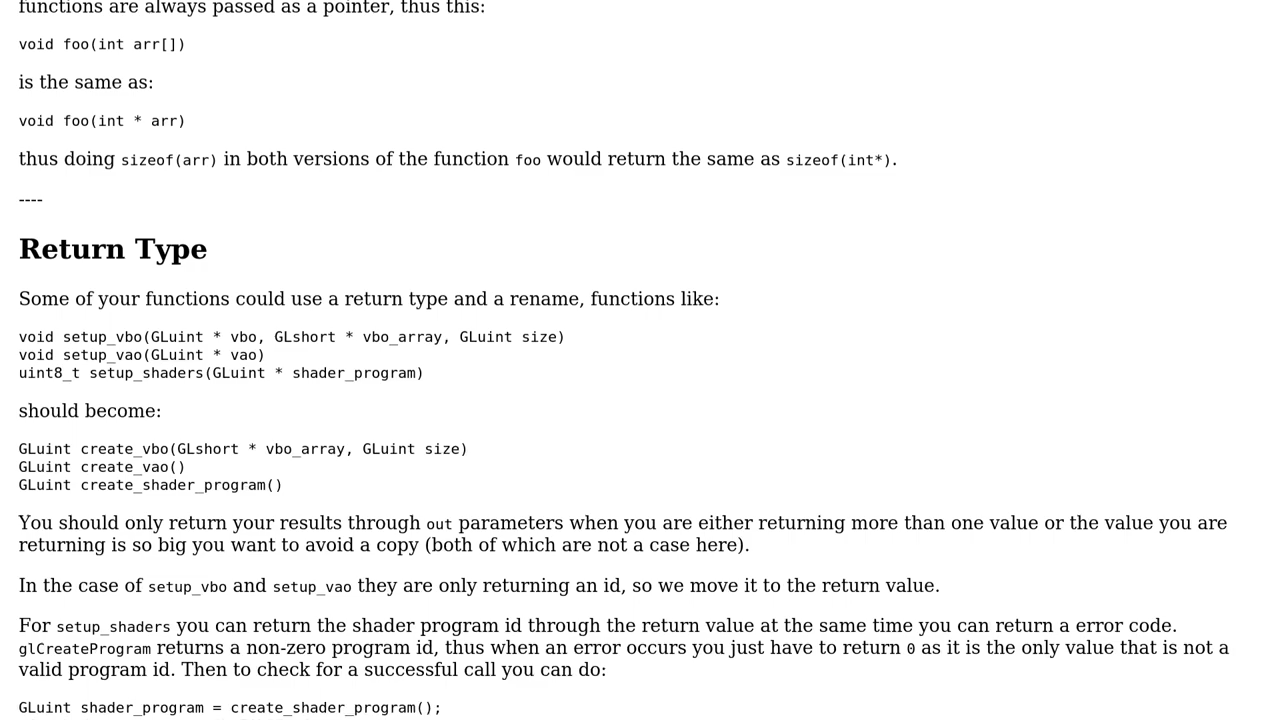 functions are always passed as a pointer, thus this:
void foo(int arr[])
is the same as:
void foo(int * arr)
thus doing sizeof(arr) in both versions of the function foo would return the same as sizeof(int*).
----
Return Type
Some of your functions could use a return type and a rename, functions like:
void setup_vbo(GLuint * vbo, GLshort * vbo_array, GLuint size)
void setup_vao(GLuint * vao)
uint8_t setup_shaders(GLuint * shader_program)
should become:
GLuint create_vbo(GLshort * vbo_array, GLuint size)
GLuint create_vao()
GLuint create_shader_program()
You should only return your results through out parameters when you are either returning more than one value or the value you are
returning is so big you want to avoid a copy (both of which are not a case here).
In the case of setup_vbo and setup_vao they are only returning an id, so we move it to the return value.
For setup_shaders you can return the shader program id through the return value at the same time you can return a error code.
glCreateProgram returns a non-zero program id, thus when an error occurs you just have to return 0 as it is the only value that is not a
valid program id. Then to check for a successful call you can do:
GLuint shader_program = create_shader_program();